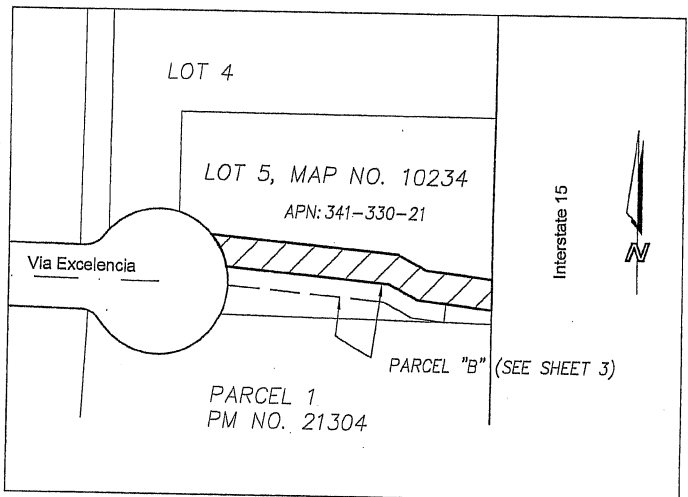 LOT 4
LOT 5, MAP NO. 10234
APN: 341-330-21
Interstate 15
N
Via Excelencia
PARCEL "B" (SEE SHEET 3)
PARCEL 1
PM NO. 21304